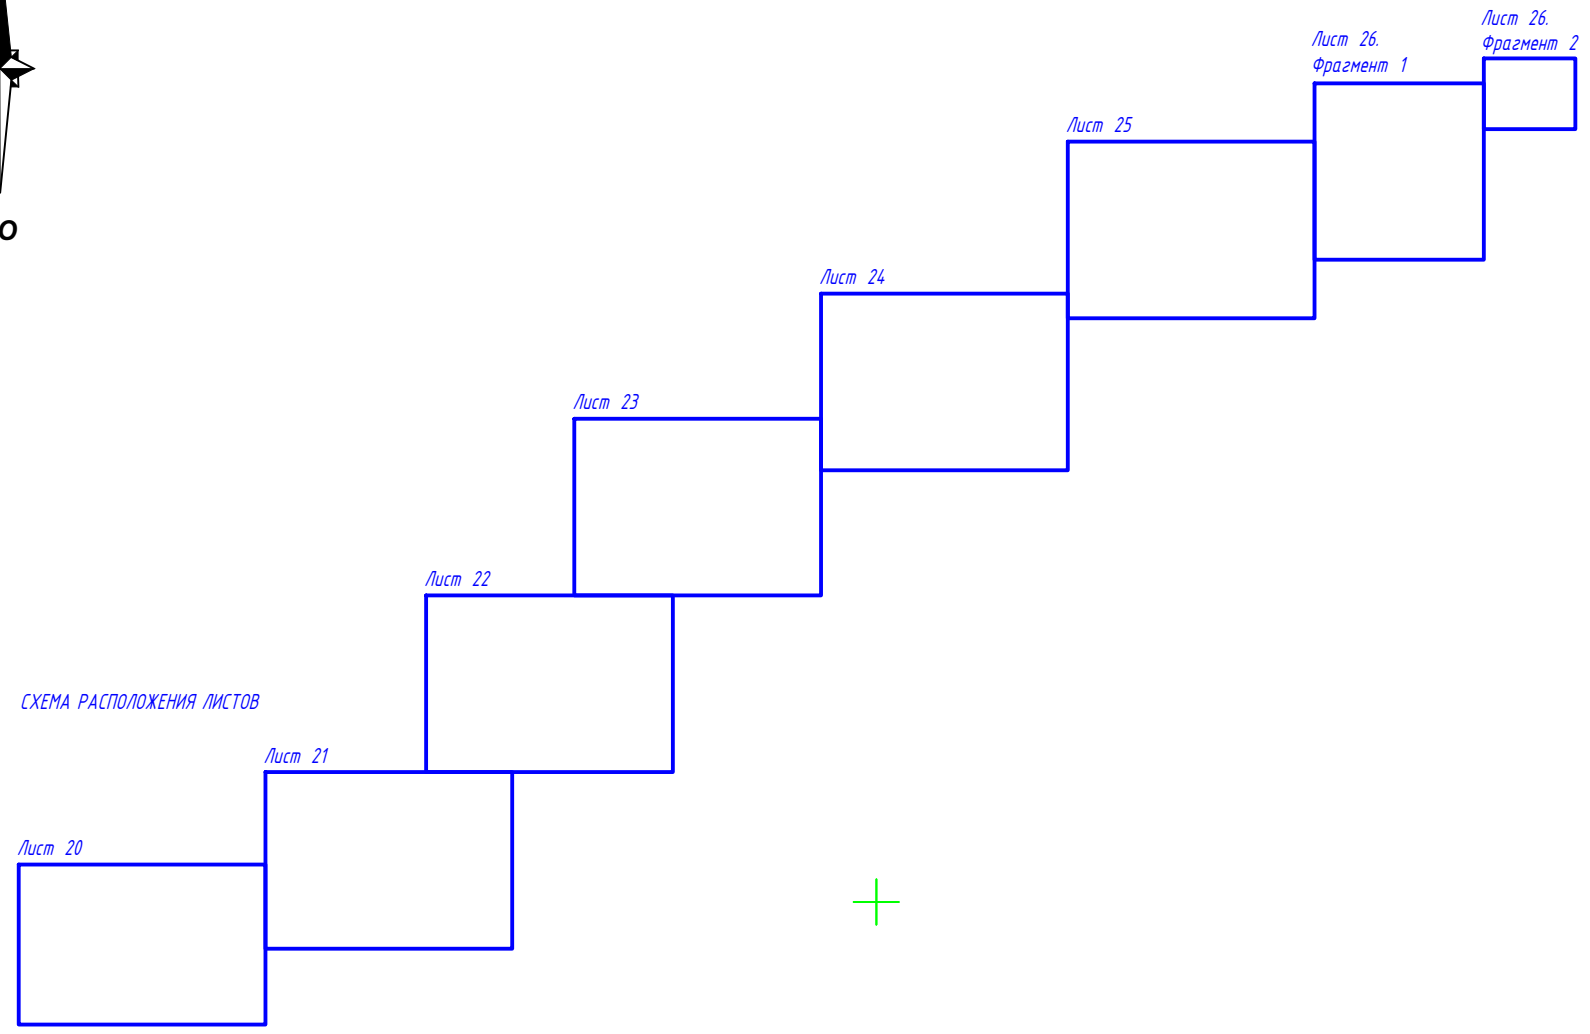 Лист 26.
Фрагмент 2
Лист 26.
Фрагмент 1
Лист 25
Ю
Лист 24
Лист 23
Лист 22
СХЕМА РАСПОЛОЖЕНИЯ ЛИСТОВ
Лист 21
Лист 20